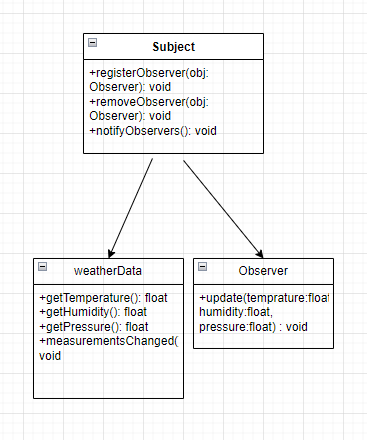 Subject
+registerObserver(obj:
Observer): void
+removeObserver(obj:
Observer): void
+notifyObservers(): void
weatherData
+getTemperature(): float
+getHumidity(): float
+getPressure(): float
+measurementsChanged(
void
Observer
+update(temprature:float
humidity:float,
pressure:float) : void